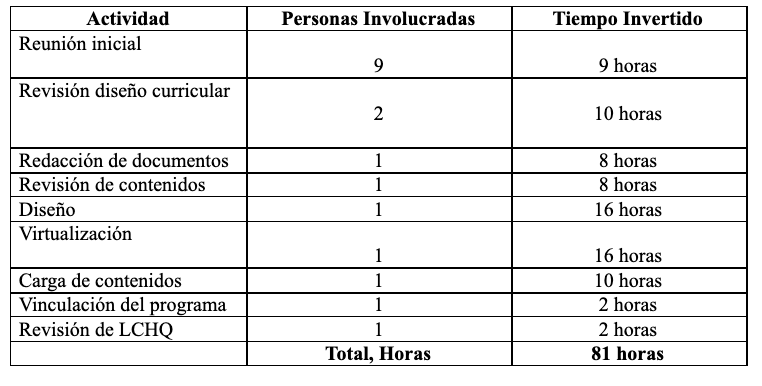 Actividad Personas Involucradas Tiempo Invertido
Reunión inicial 9 9 horas
Revisión diseño curricular 2 10 horas
Redacción de documentos 1 8 horas
Revisión de contenidos 1 8 horas
Diseño 1 16 horas
Virtualización 1 16 horas
Carga de contenidos 1 10 horas
Vinculación del programa 1 2 horas
Revisión de LCHQ 1 2 horas
Total, Horas 81 horas